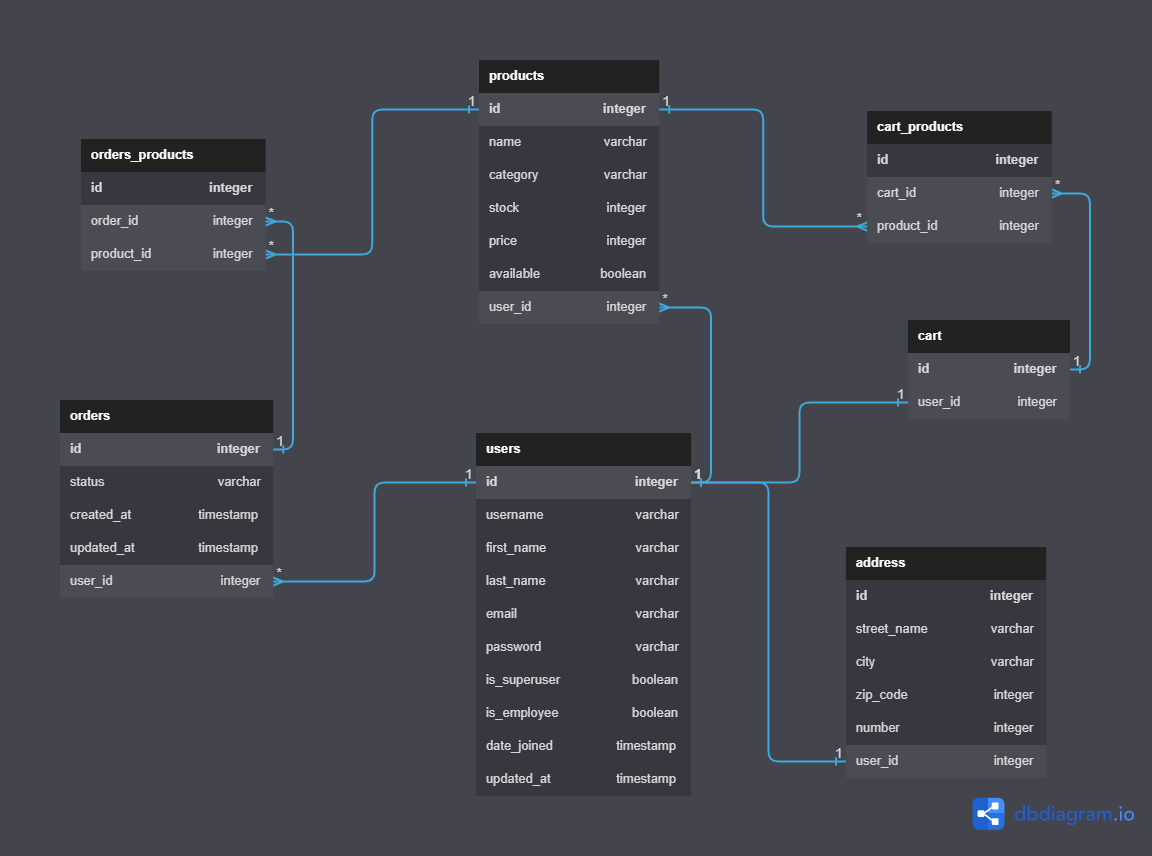 products
id integer
name varchar
category varchar
stock integer
price integer
available boolean
user_id integer
1
1
*
cart_products
id integer
cart_id integer
product_id integer
*
*
orders_products
id integer
order_id integer
product_id integer
*
*
cart
id integer
user_id integer
1
1
orders
id integer
status varchar
created_at timestamp
updated_at timestamp
user_id integer
1
*
users
id integer
username varchar
first_name varchar
last_name varchar
email varchar
password varchar
is_superuser boolean
is_employee boolean
date_joined timestamp
updated_at timestamp
1
1
address
id integer
street_name varchar
city varchar
zip_code integer
number integer
user_id integer
1
dbdiagram.io